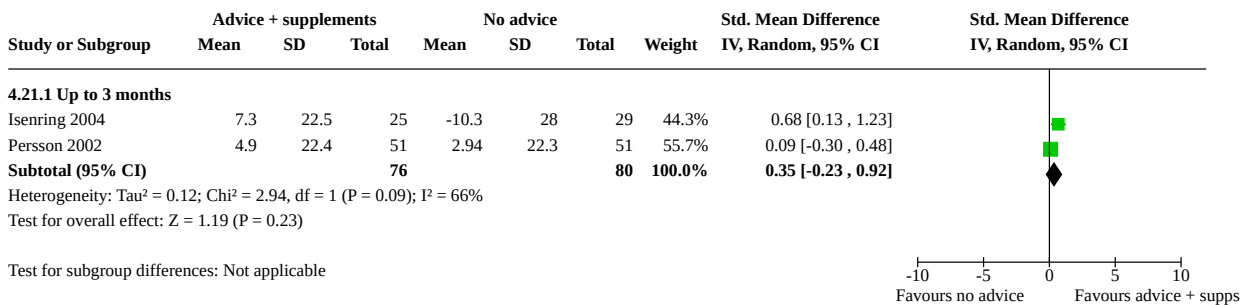 Advice + supplements No advice Std. Mean Difference Std. Mean Difference
Study or Subgroup Mean SD Total Mean SD Total Weight IV, Random, 95% CI IV, Random, 95% CI
4.21.1 Up to 3 months
Isenring 2004 7.3 22.5 25 -10.3 28 29 44.3% 0.68 [0.13 , 1.23]
Persson 2002 4.9 22.4 51 2.94 22.3 51 55.7% 0.09 [-0.30 , 0.48]
Subtotal (95% CI) 76 80 100.0% 0.35 [-0.23 , 0.92]
Heterogeneity: Tau² = 0.12; Chi² = 2.94, df = 1 (P = 0.09); I² = 66%
Test for overall effect: Z = 1.19 (P = 0.23)
Test for subgroup differences: Not applicable
-10 -5 0 5 10
Favours no advice Favours advice + supps